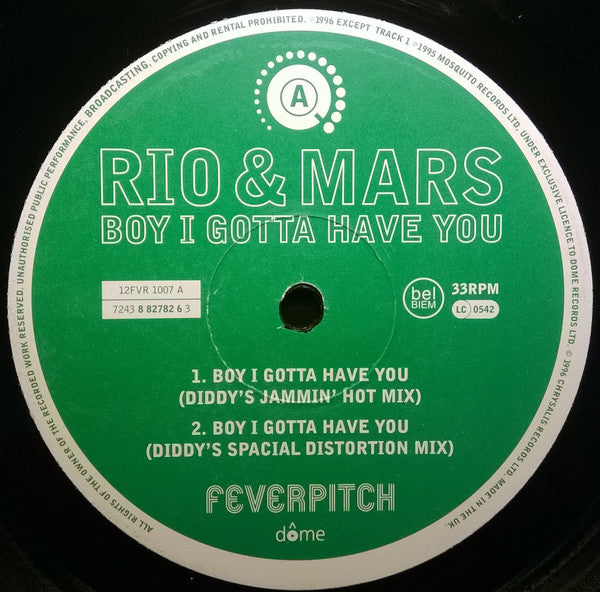 A
RIO & MARS
BOY I GOTTA HAVE YOU
12FVR 1007 A
7243 8 82782 6 3
bel
BIEM
33RPM
LC 0542
1. BOY I GOTTA HAVE YOU
(DIDDY'S JAMMIN' HOT MIX)
2. BOY I GOTTA HAVE YOU
(DIDDY'S SPACIAL DISTORTION MIX)
FEVERPITCH
dôme
ALL RIGHTS OF THE OWNER OF THE RECORDED WORK RESERVED. UNAUTHORISED PUBLIC PERFORMANCE, BROADCASTING, COPYING AND RENTAL PROHIBITED. ℗1996 EXCEPT TRACK 1 ℗1995 MOSQUITO RECORDS LTD, UNDER EXCLUSIVE LICENCE TO DOME RECORDS LTD. © 1996 CHRYSALIS RECORDS LTD. MADE IN THE UK.